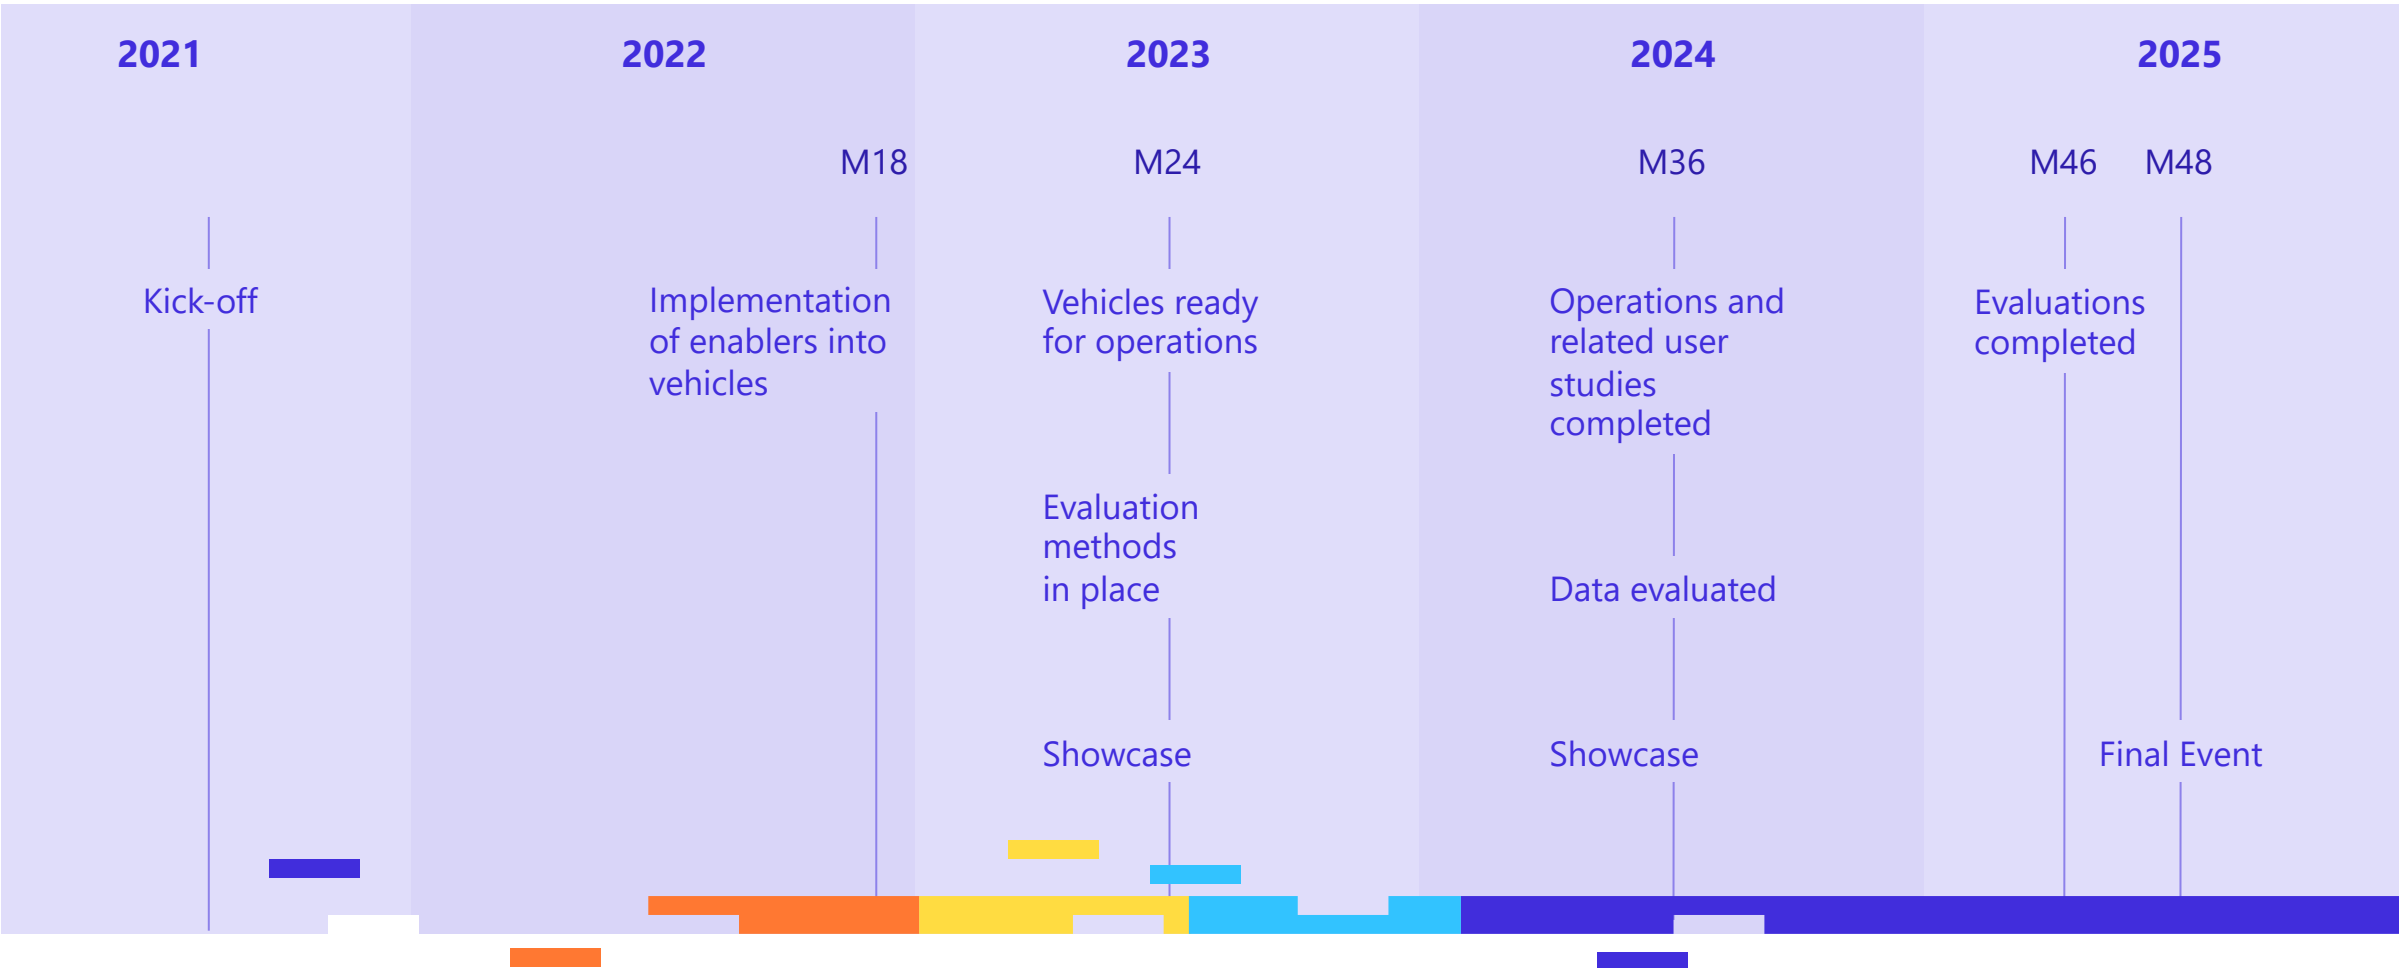 2021
2022
2023
2024
2025
M18
M24
M36
M46
M48
Kick-off
Implementation
of enablers into
vehicles
Vehicles ready
for operations
Evaluation
methods
in place
Showcase
Operations and
related user
studies
completed
Data evaluated
Showcase
Evaluations
completed
Final Event